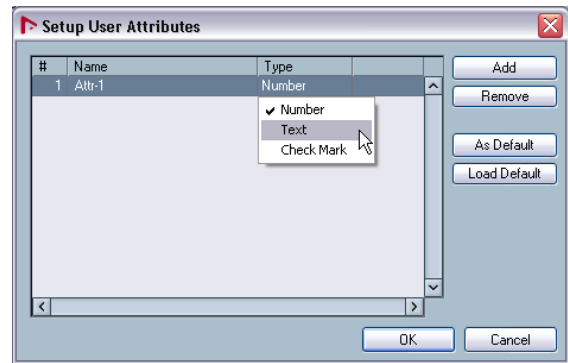 Setup User Attributes
# Name Type
1 Attr-1 Number
Number
Text
Check Mark
Add
Remove
As Default
Load Default
OK Cancel